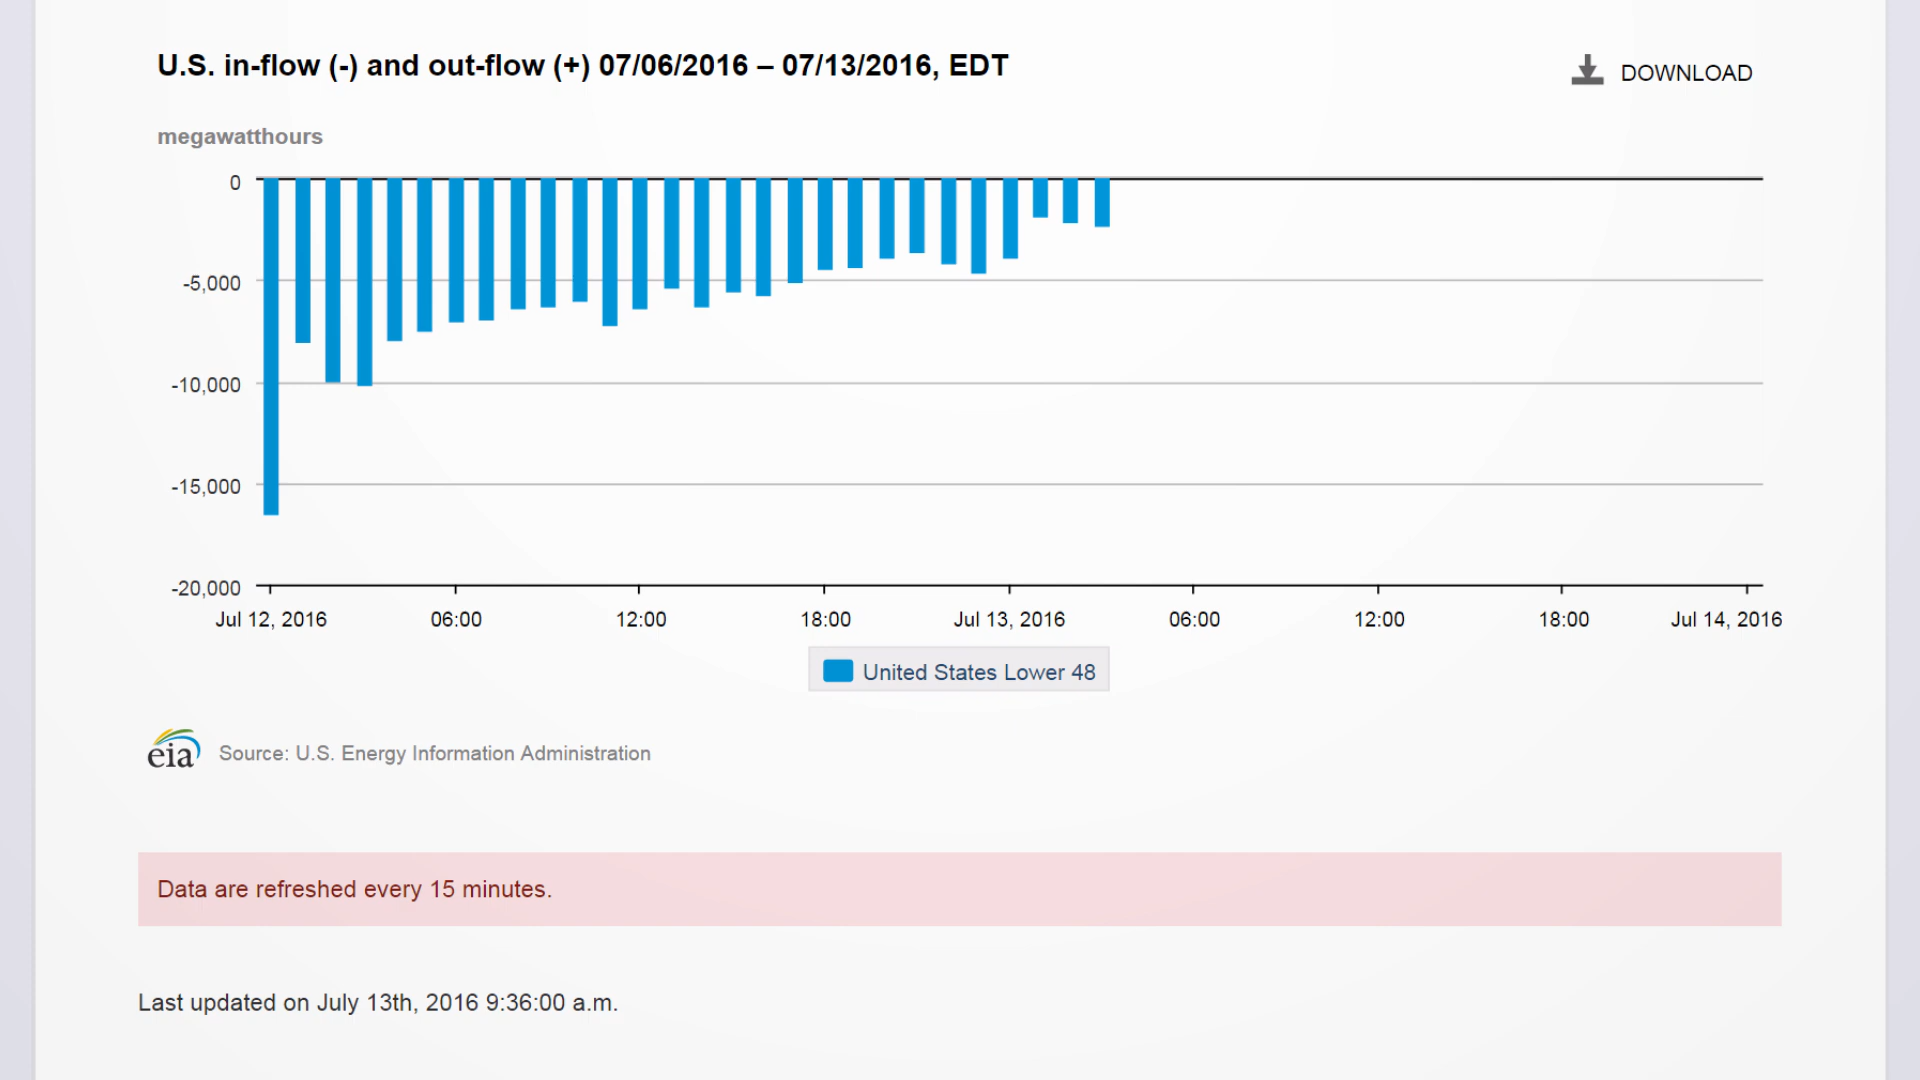 U.S. in-flow (-) and out-flow (+) 07/06/2016 – 07/13/2016, EDT
DOWNLOAD
megawatthours
0
-5,000
-10,000
-15,000
-20,000
Jul 12, 2016 06:00 12:00 18:00 Jul 13, 2016 06:00 12:00 18:00 Jul 14, 2016
United States Lower 48
eia Source: U.S. Energy Information Administration
Data are refreshed every 15 minutes.
Last updated on July 13th, 2016 9:36:00 a.m.